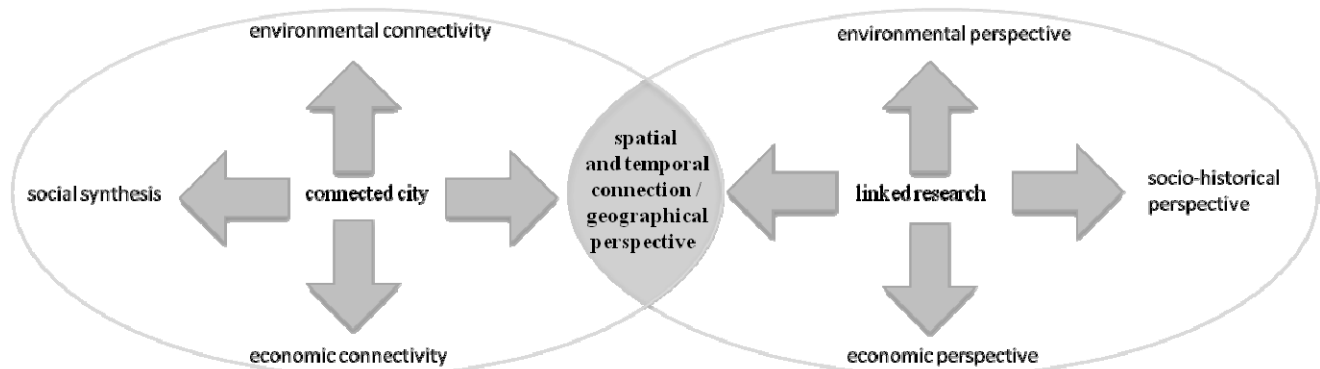 environmental connectivity
environmental perspective
social synthesis
connected city
spatial
and temporal
connection /
geographical
perspective
linked research
socio-historical
perspective
economic connectivity
economic perspective